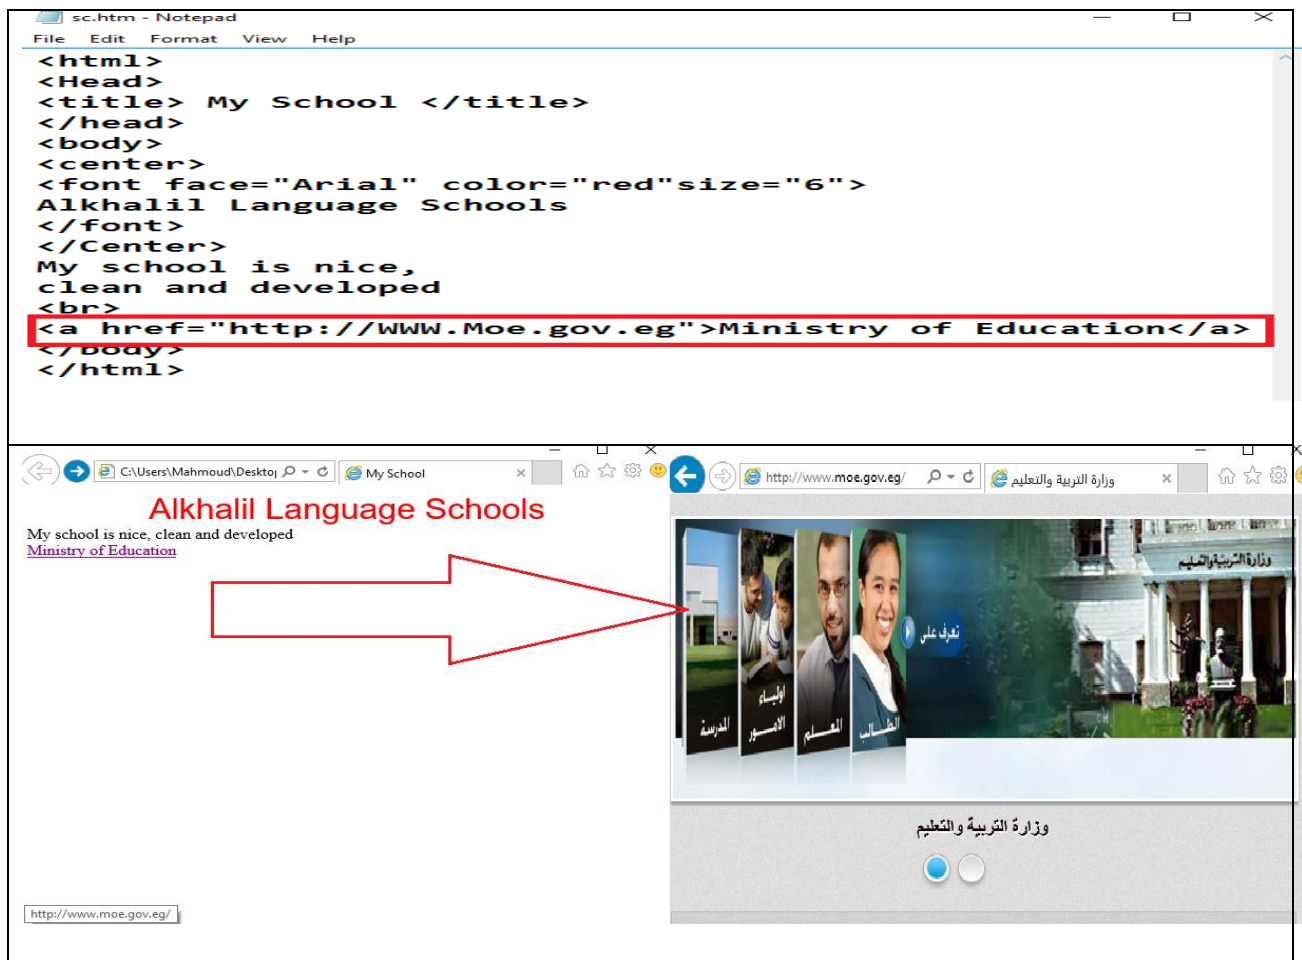 sc.htm - Notepad
File Edit Format View Help
<html>
<Head>
<title> My School </title>
</head>
<body>
<center>
<font face="Arial" color="red"size="6">
Alkhalil Language Schools
</font>
</Center>
My school is nice,
clean and developed
<br>
<a href="http://WWW.Moe.gov.eg">Ministry of Education</a>
</body>
</html>
C:\Users\Mahmoud\Desktop
My School
Alkhalil Language Schools
My school is nice, clean and developed
Ministry of Education
http://www.moe.gov.eg/
http://www.moe.gov.eg/
وزارة التربية والتعليم
وزارة التربية والتعليم
تعرف على
المدرسة
اولياء
الامور
المعلم
الطالب
وزارة التربية والتعليم